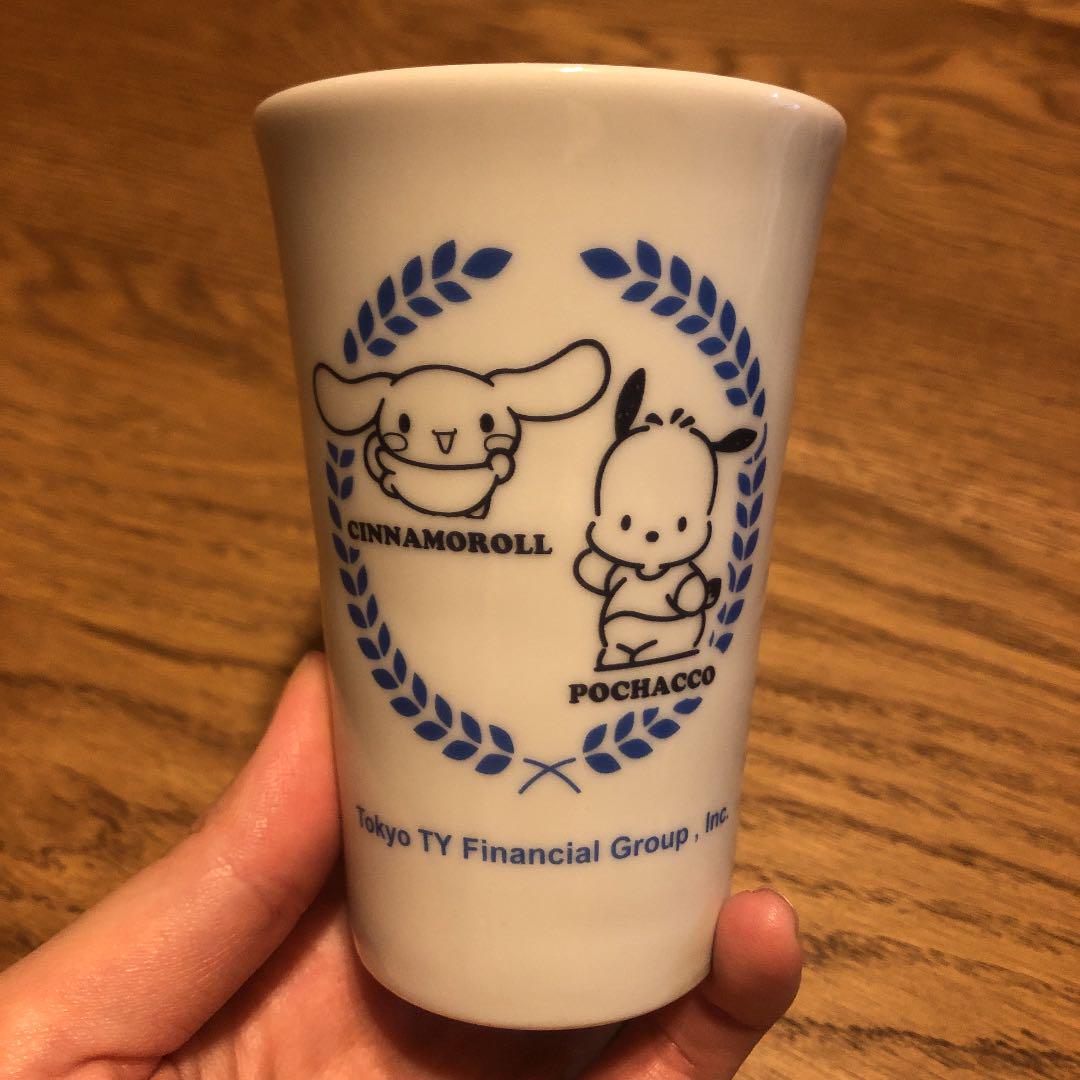 CINNAMOROLL
POCHACCO
Tokyo TY Financial Group , Inc.